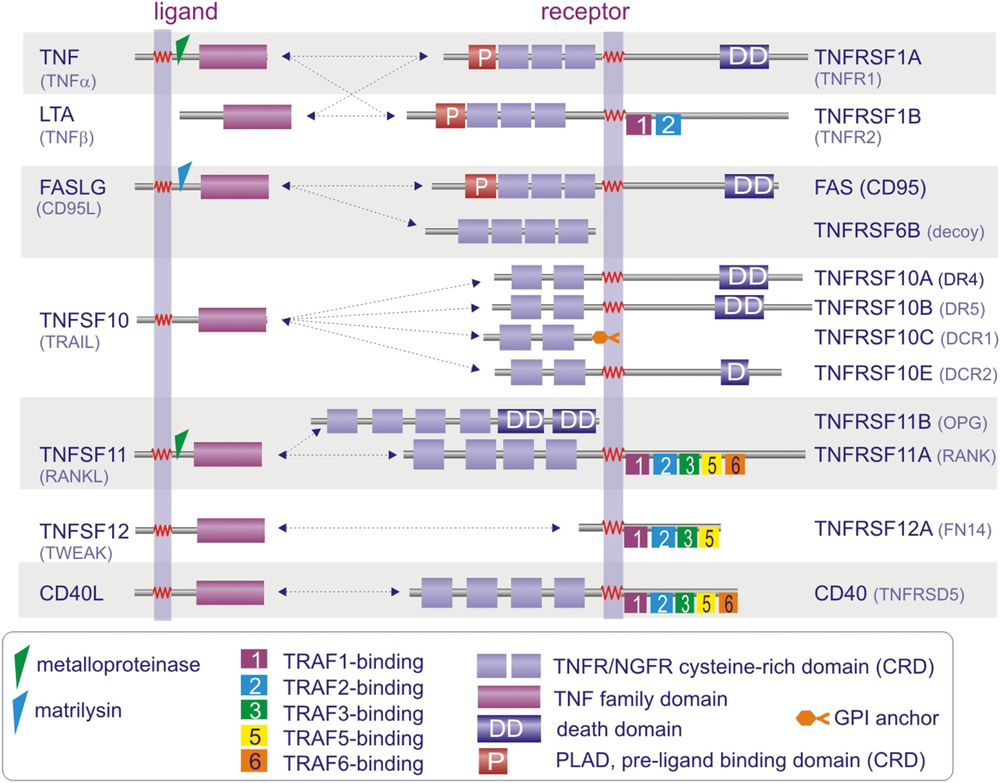 ligand receptor
TNF P DD TNFRSF1A
(TNFα) (TNFR1)
LTA P 1 2 TNFRSF1B
(TNFβ) (TNFR2)
FASLG P DD FAS (CD95)
(CD95L)
TNFRSF6B (decoy)
DD TNFRSF10A (DR4)
DD TNFRSF10B (DR5)
TNFSF10
(TRAIL) TNFRSF10C (DCR1)
D TNFRSF10E (DCR2)
DD DD TNFRSF11B (OPG)
TNFSF11 1 2 3 5 6 TNFRSF11A (RANK)
(RANKL)
TNFSF12 1 2 3 5 TNFRSF12A (FN14)
(TWEAK)
CD40L 1 2 3 5 6 CD40 (TNFRSD5)
metalloproteinase
matrilysin
1 TRAF1-binding
2 TRAF2-binding
3 TRAF3-binding
5 TRAF5-binding
6 TRAF6-binding
TNFR/NGFR cysteine-rich domain (CRD)
TNF family domain
DD death domain
P PLAD, pre-ligand binding domain (CRD)
GPI anchor